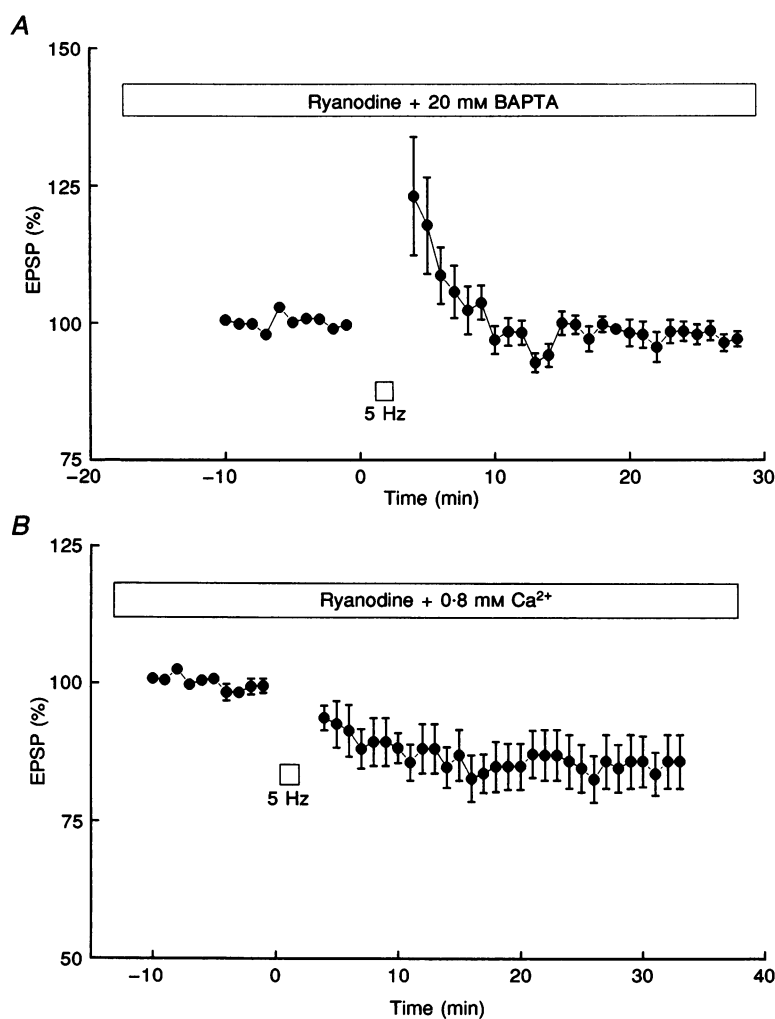 A
150
Ryanodine + 20 mM BAPTA
125
EPSP (%)
100
5 Hz
75
−20 −10 0 10 20 30
Time (min)
B
125
Ryanodine + 0·8 mM Ca²⁺
100
EPSP (%)
75
5 Hz
50
−10 0 10 20 30 40
Time (min)